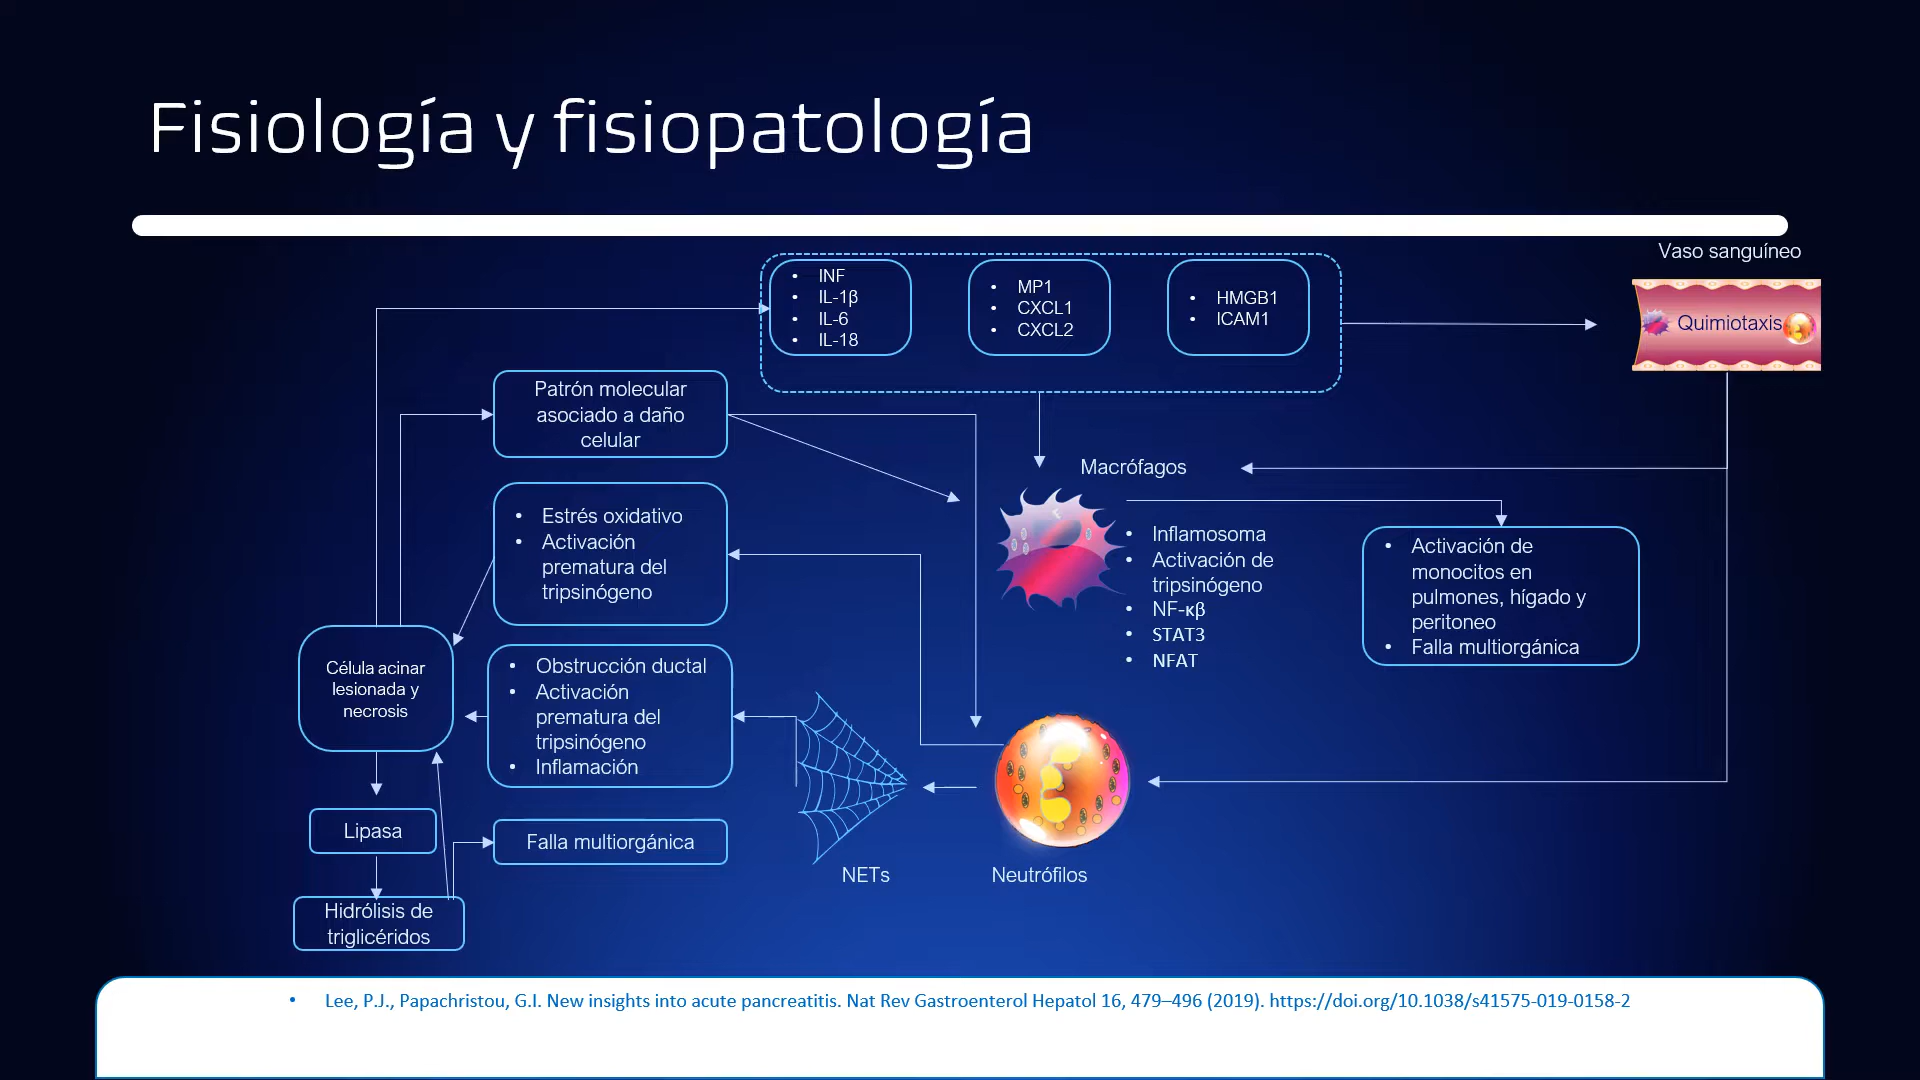 Fisiología y fisiopatología
Vaso sanguíneo
• INF
• IL-1β
• IL-6
• IL-18
• MP1
• CXCL1
• CXCL2
• HMGB1
• ICAM1
Quimiotaxis
Patrón molecular
asociado a daño
celular
Macrófagos
• Estrés oxidativo
• Activación
prematura del
tripsinógeno
• Inflamosoma
• Activación de
tripsinógeno
• NF-κβ
• STAT3
• NFAT
• Activación de
monocitos en
pulmones, hígado y
peritoneo
• Falla multiorgánica
Célula acinar
lesionada y
necrosis
• Obstrucción ductal
• Activación
prematura del
tripsinógeno
• Inflamación
Lipasa
Falla multiorgánica
NETs
Neutrófilos
Hidrólisis de
triglicéridos
• Lee, P.J., Papachristou, G.I. New insights into acute pancreatitis. Nat Rev Gastroenterol Hepatol 16, 479–496 (2019). https://doi.org/10.1038/s41575-019-0158-2